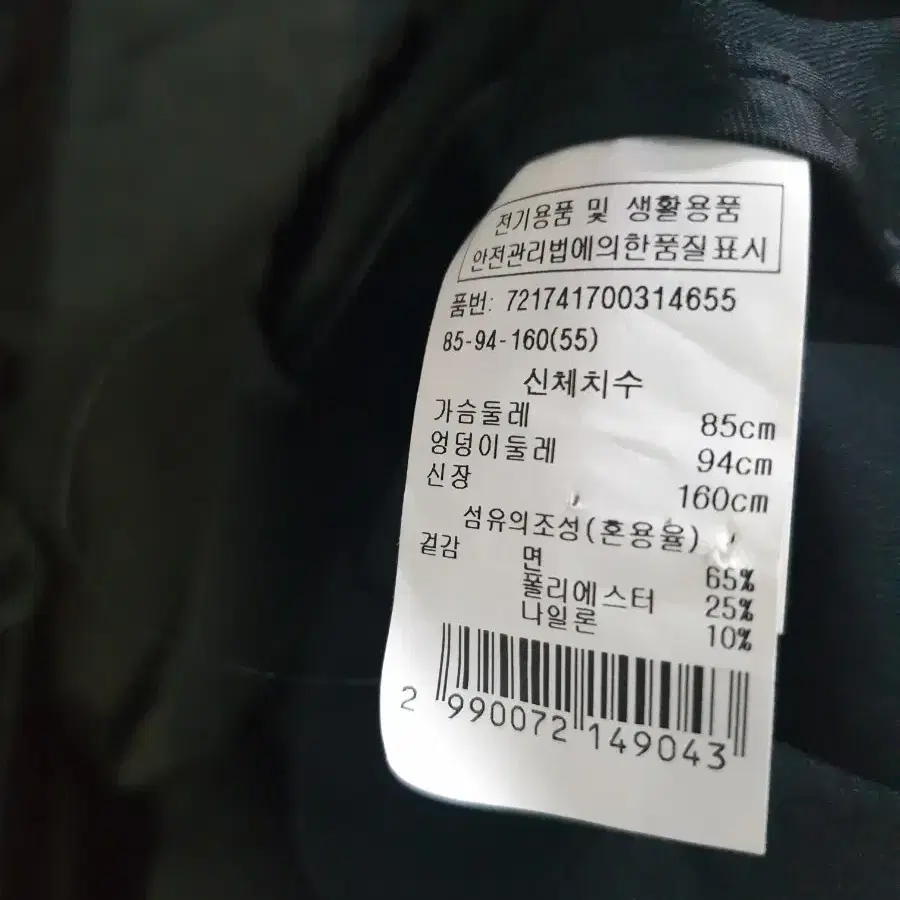 전기용품 및 생활용품
안전관리법에의한품질표시
품번: 721741700314655
85-94-160(55)
신체치수
가슴둘레 85cm
엉덩이둘레 94cm
신장 160cm
섬유의조성(혼용율)
겉감 면 65%
폴리에스터 25%
나일론 10%
2 990072 149043